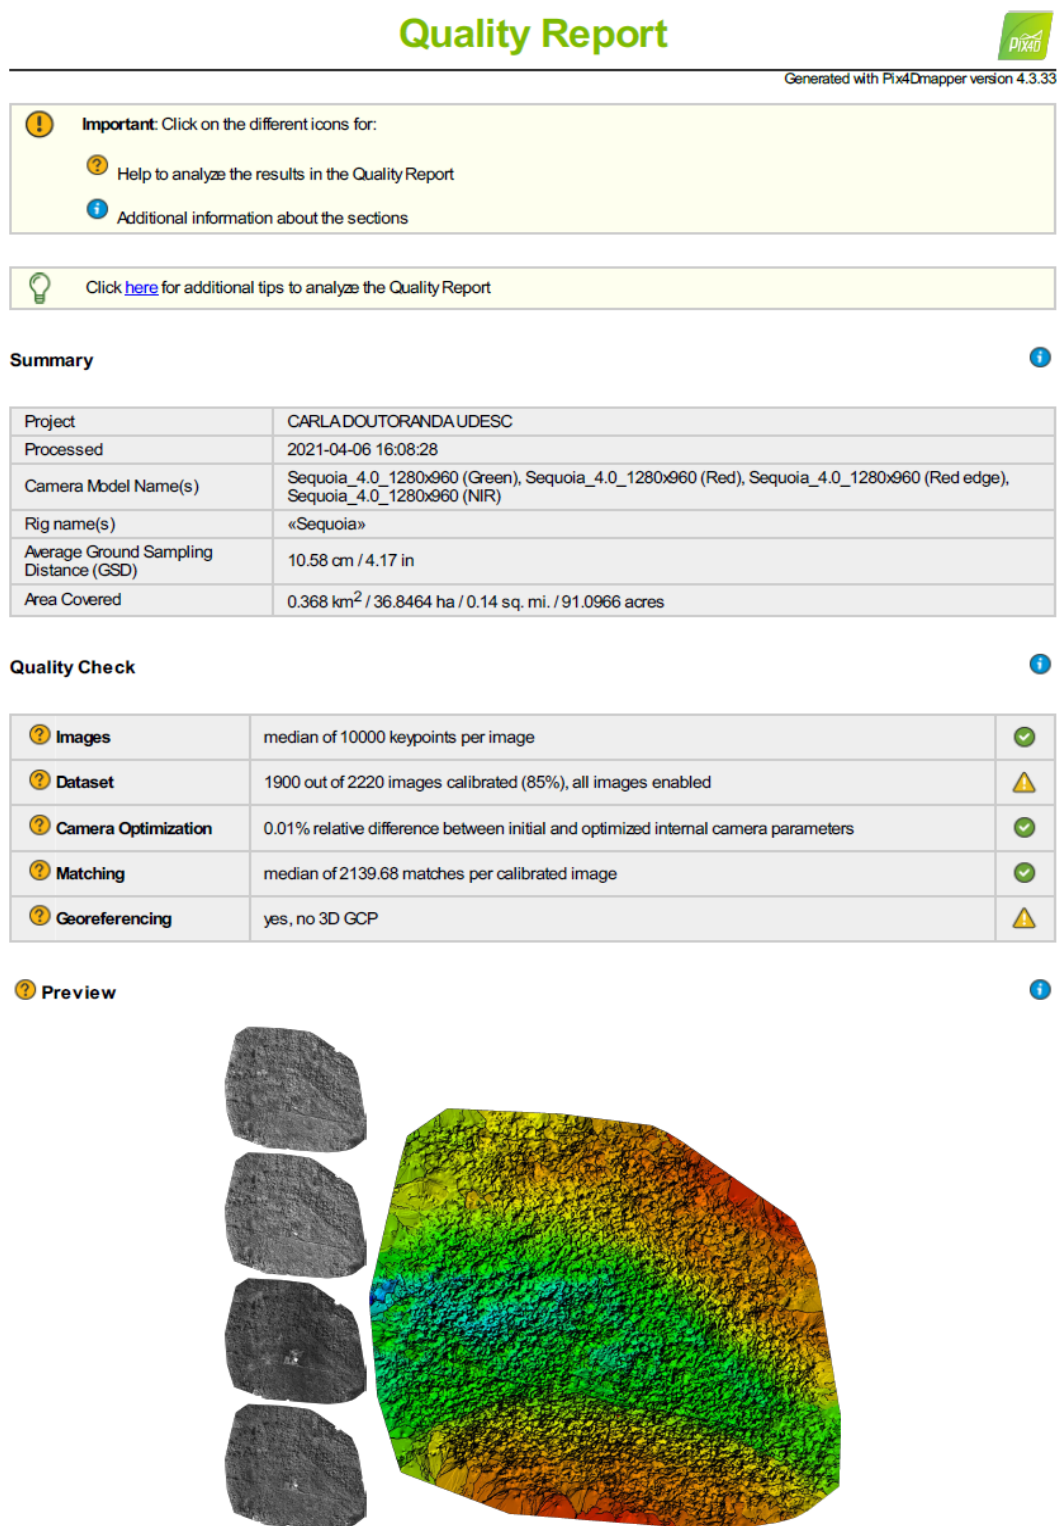 Quality Report
PIX4D
Generated with Pix4Dmapper version 4.3.33
Important: Click on the different icons for:
Help to analyze the results in the Quality Report
Additional information about the sections
Click here for additional tips to analyze the Quality Report
Summary
Project CARLA DOUTORANDA UDESC
Processed 2021-04-06 16:08:28
Camera Model Name(s) Sequoia_4.0_1280x960 (Green), Sequoia_4.0_1280x960 (Red), Sequoia_4.0_1280x960 (Red edge),
Sequoia_4.0_1280x960 (NIR)
Rig name(s) «Sequoia»
Average Ground Sampling
Distance (GSD) 10.58 cm / 4.17 in
Area Covered 0.368 km2 / 36.8464 ha / 0.14 sq. mi. / 91.0966 acres
Quality Check
Images median of 10000 keypoints per image
Dataset 1900 out of 2220 images calibrated (85%), all images enabled
Camera Optimization 0.01% relative difference between initial and optimized internal camera parameters
Matching median of 2139.68 matches per calibrated image
Georeferencing yes, no 3D GCP
Preview